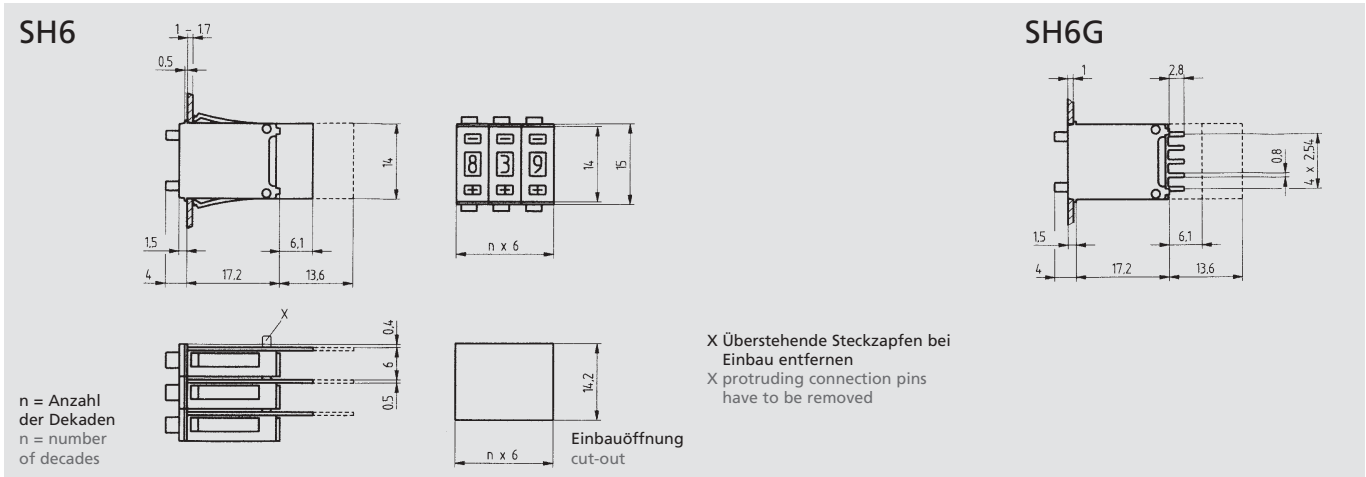 SH6
1 - 1.7
0.5
14
1.5
6,1
4
17.2
13,6
8 3 9
14
15
n x 6
X
0.4
6
0.5
n = Anzahl
der Dekaden
n = number
of decades
14.2
n x 6
Einbauöffnung
cut-out
X Überstehende Steckzapfen bei
Einbau entfernen
X protruding connection pins
have to be removed
SH6G
1
2,8
0.8
4 x 2.54
1.5
6,1
4
17.2
13,6